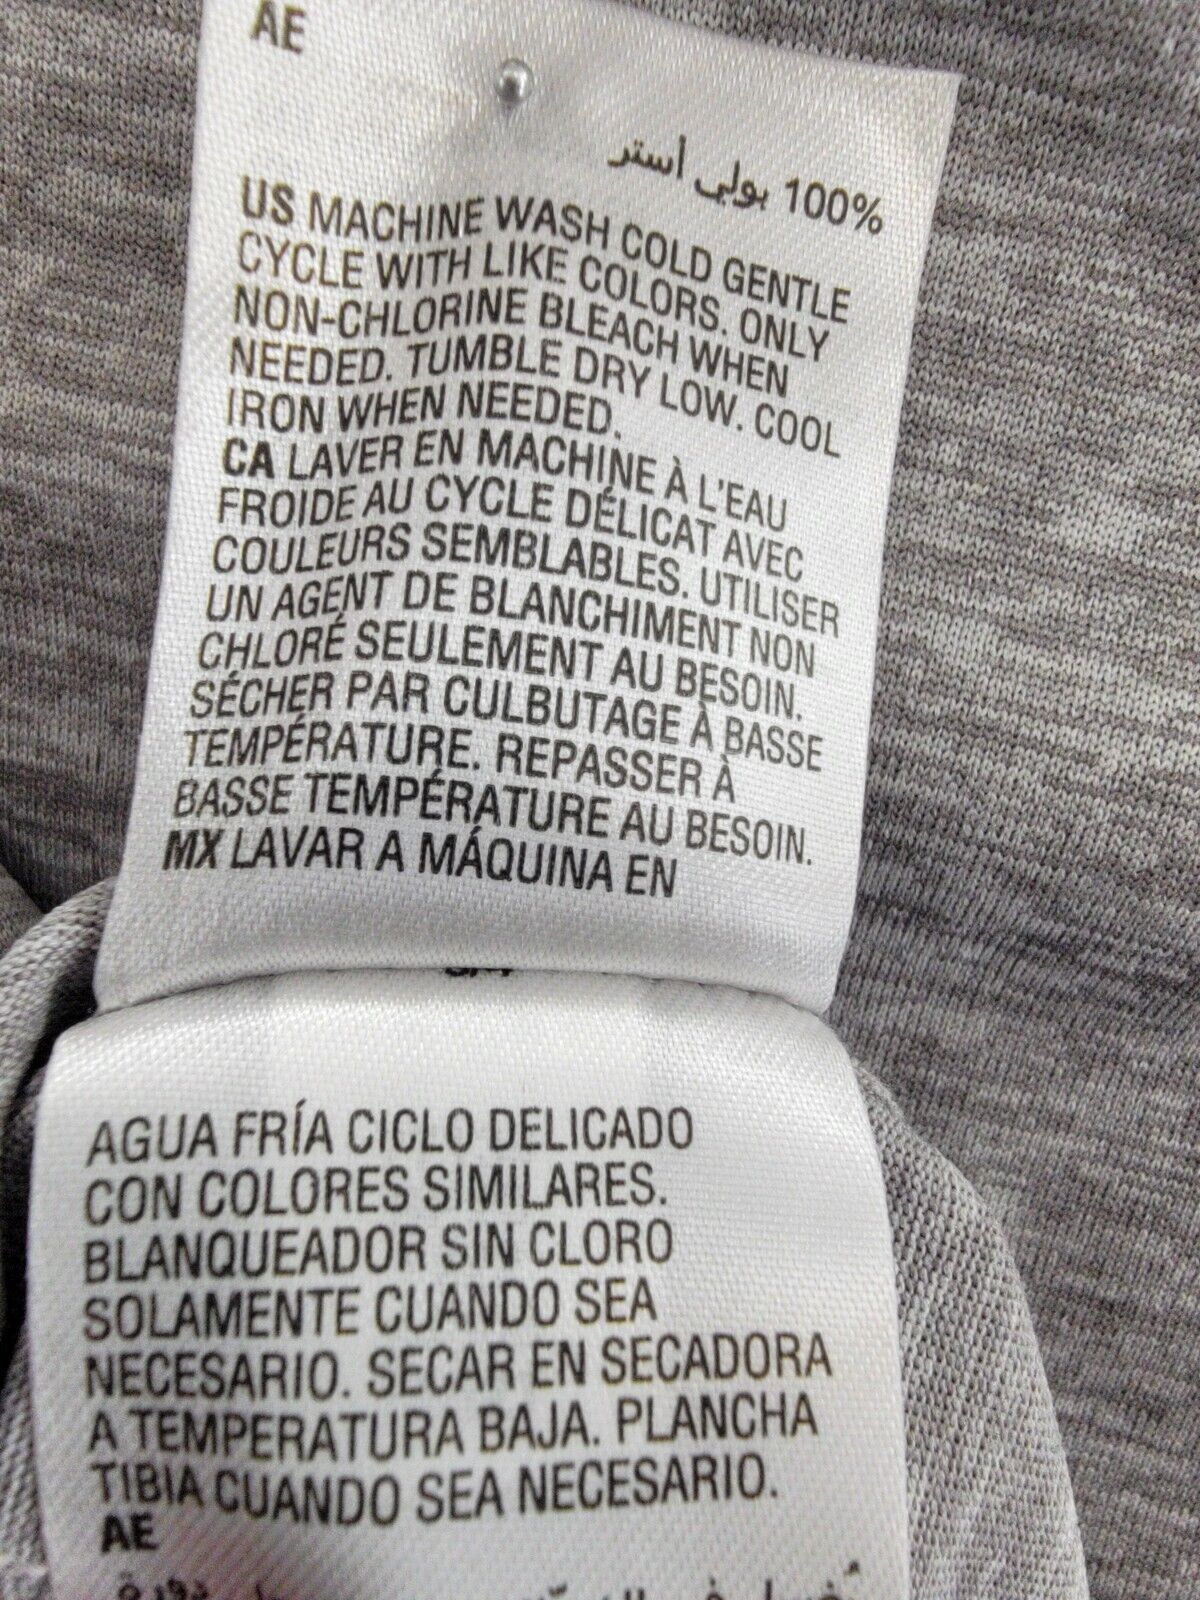 AE
100% بولي أستر
US MACHINE WASH COLD GENTLE
CYCLE WITH LIKE COLORS. ONLY
NON-CHLORINE BLEACH WHEN
NEEDED. TUMBLE DRY LOW. COOL
IRON WHEN NEEDED.
CA LAVER EN MACHINE À L'EAU
FROIDE AU CYCLE DÉLICAT AVEC
COULEURS SEMBLABLES. UTILISER
UN AGENT DE BLANCHIMENT NON
CHLORÉ SEULEMENT AU BESOIN.
SÉCHER PAR CULBUTAGE À BASSE
TEMPÉRATURE. REPASSER À
BASSE TEMPÉRATURE AU BESOIN.
MX LAVAR A MÁQUINA EN
AGUA FRÍA CICLO DELICADO
CON COLORES SIMILARES.
BLANQUEADOR SIN CLORO
SOLAMENTE CUANDO SEA
NECESARIO. SECAR EN SECADORA
A TEMPERATURA BAJA. PLANCHA
TIBIA CUANDO SEA NECESARIO.
AE